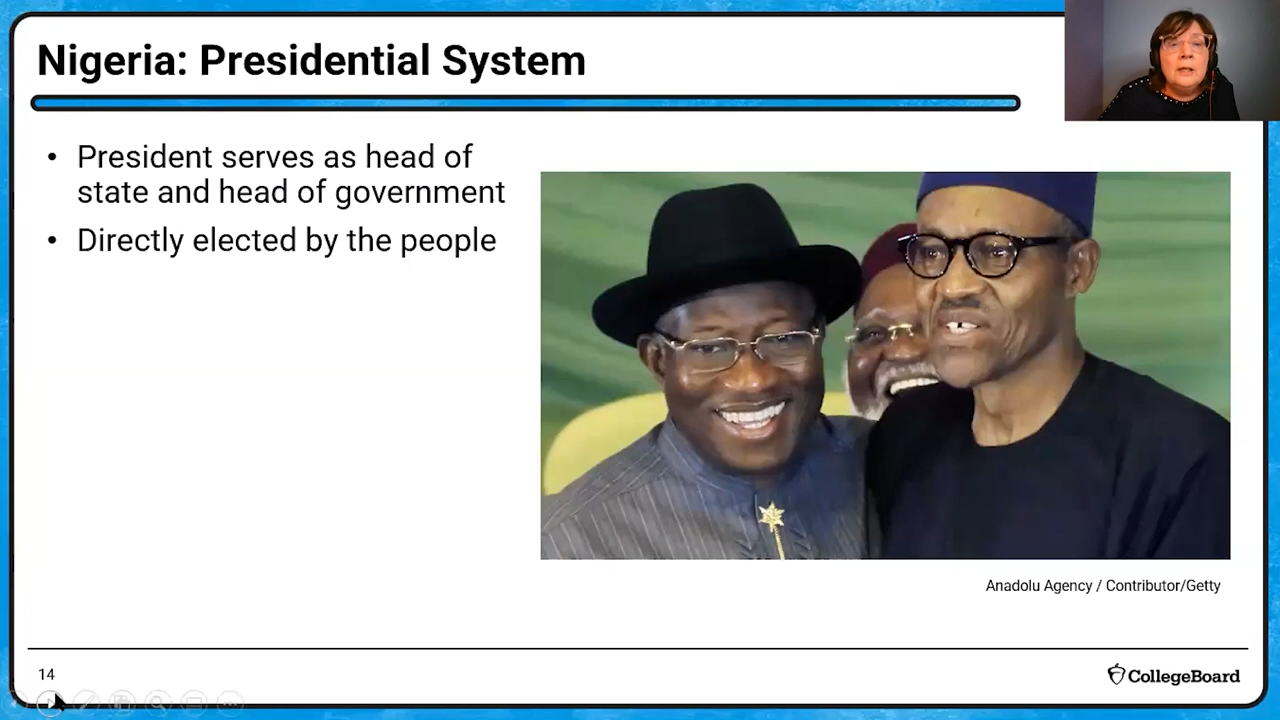 Nigeria: Presidential System
• President serves as head of
state and head of government
• Directly elected by the people
Anadolu Agency / Contributor/Getty
14
CollegeBoard